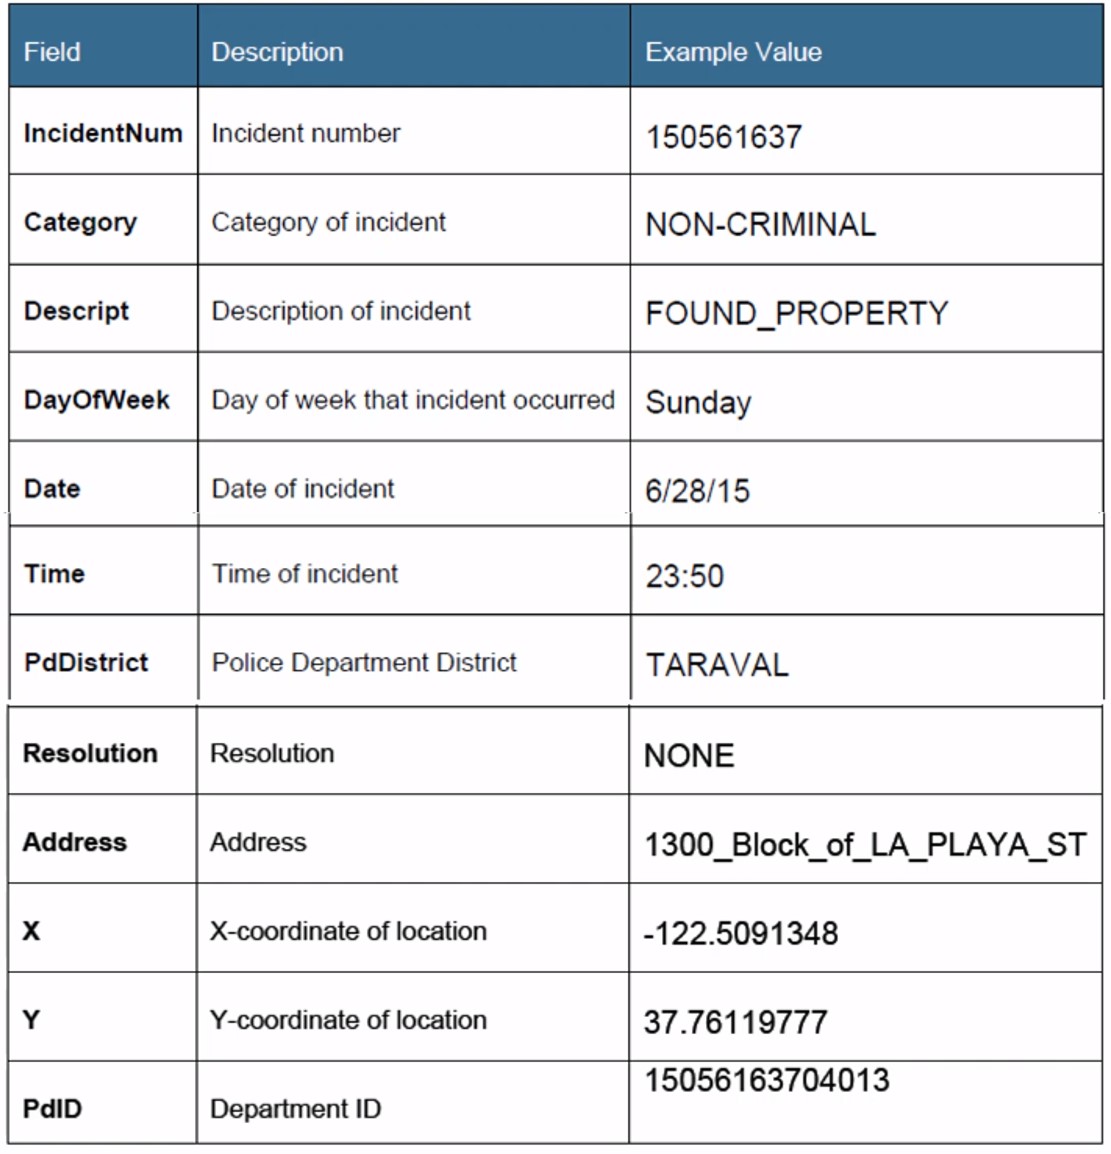 Field Description Example Value
IncidentNum Incident number 150561637
Category Category of incident NON-CRIMINAL
Descript Description of incident FOUND_PROPERTY
DayOfWeek Day of week that incident occurred Sunday
Date Date of incident 6/28/15
Time Time of incident 23:50
PdDistrict Police Department District TARAVAL
Resolution Resolution NONE
Address Address 1300_Block_of_LA_PLAYA_ST
X X-coordinate of location -122.5091348
Y Y-coordinate of location 37.76119777
PdID Department ID 15056163704013